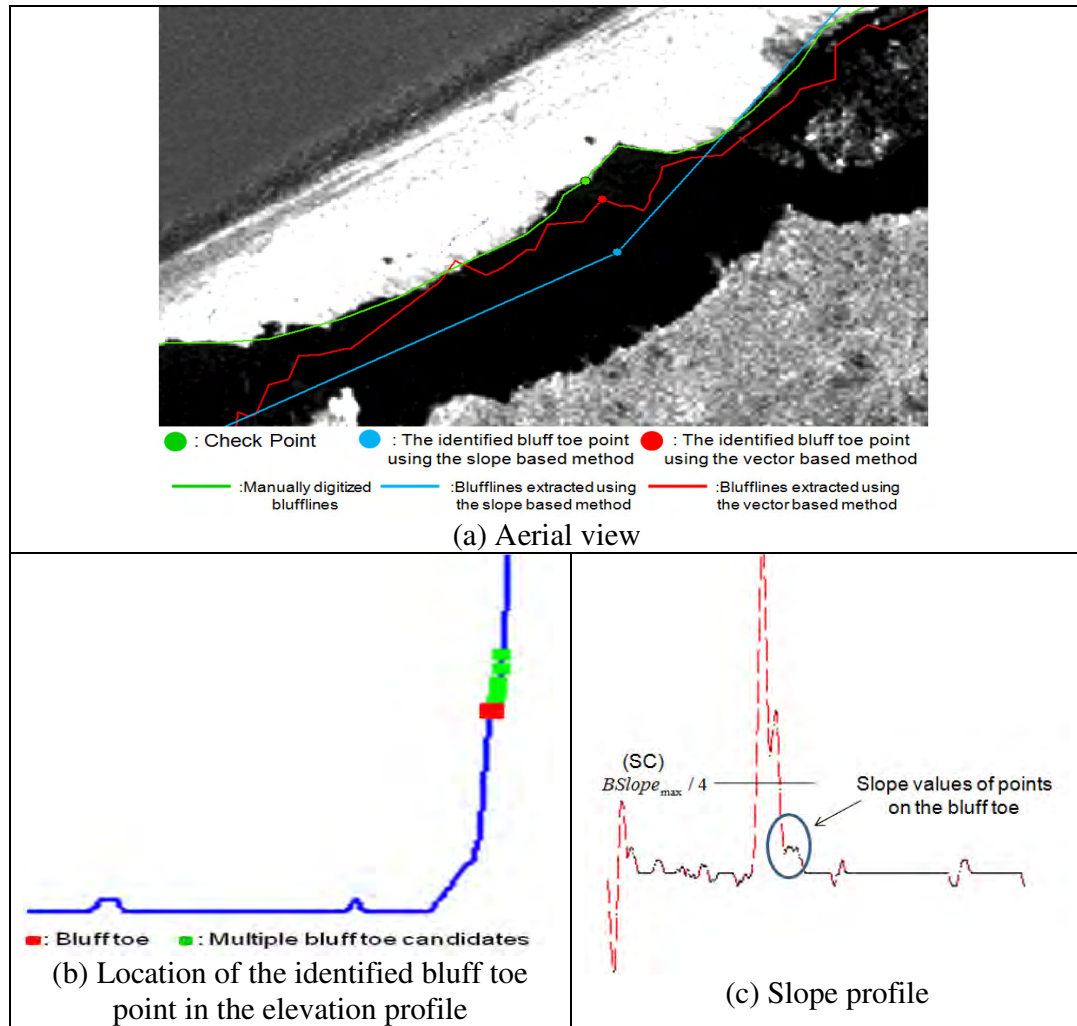 : Check Point
: The identified bluff toe point
using the slope based method
: The identified bluff toe point
using the vector based method
:Manually digitized
blufflines
:Blufflines extracted using
the slope based method
:Blufflines extracted using
the vector based method
(a) Aerial view
: Bluff toe
: Multiple bluff toe candidates
(b) Location of the identified bluff toe
point in the elevation profile
(SC)
BSlope_max / 4
Slope values of points
on the bluff toe
(c) Slope profile